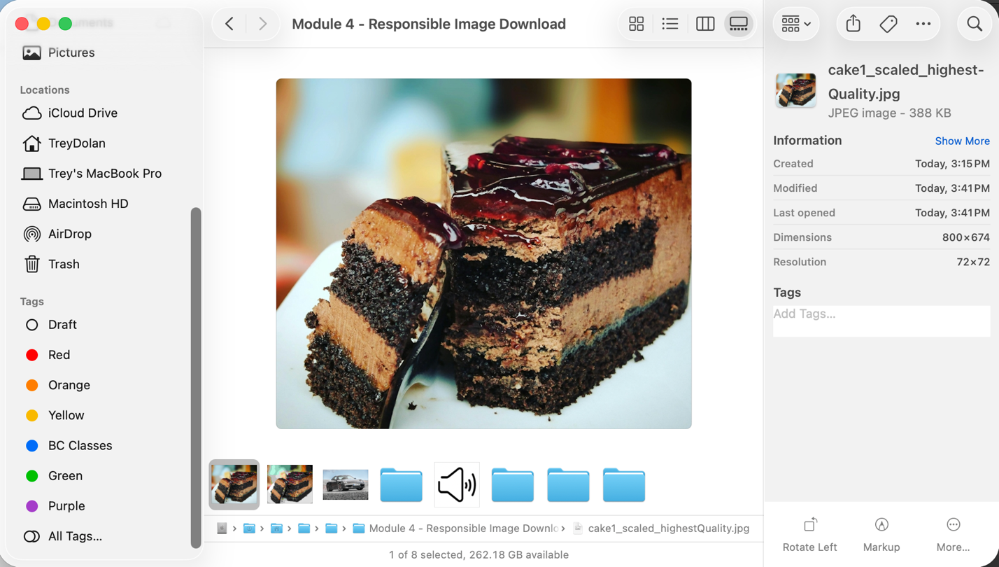 Documents
Pictures
Locations
iCloud Drive
TreyDolan
Trey's MacBook Pro
Macintosh HD
AirDrop
Trash
Tags
Draft
Red
Orange
Yellow
BC Classes
Green
Purple
All Tags...
Module 4 - Responsible Image Download
Module 4 - Responsible Image Downlo
cake1_scaled_highestQuality.jpg
1 of 8 selected, 262.18 GB available
cake1_scaled_highest-
Quality.jpg
JPEG image - 388 KB
Information Show More
Created Today, 3:15 PM
Modified Today, 3:41 PM
Last opened Today, 3:41 PM
Dimensions 800×674
Resolution 72×72
Tags
Add Tags...
Rotate Left Markup More...